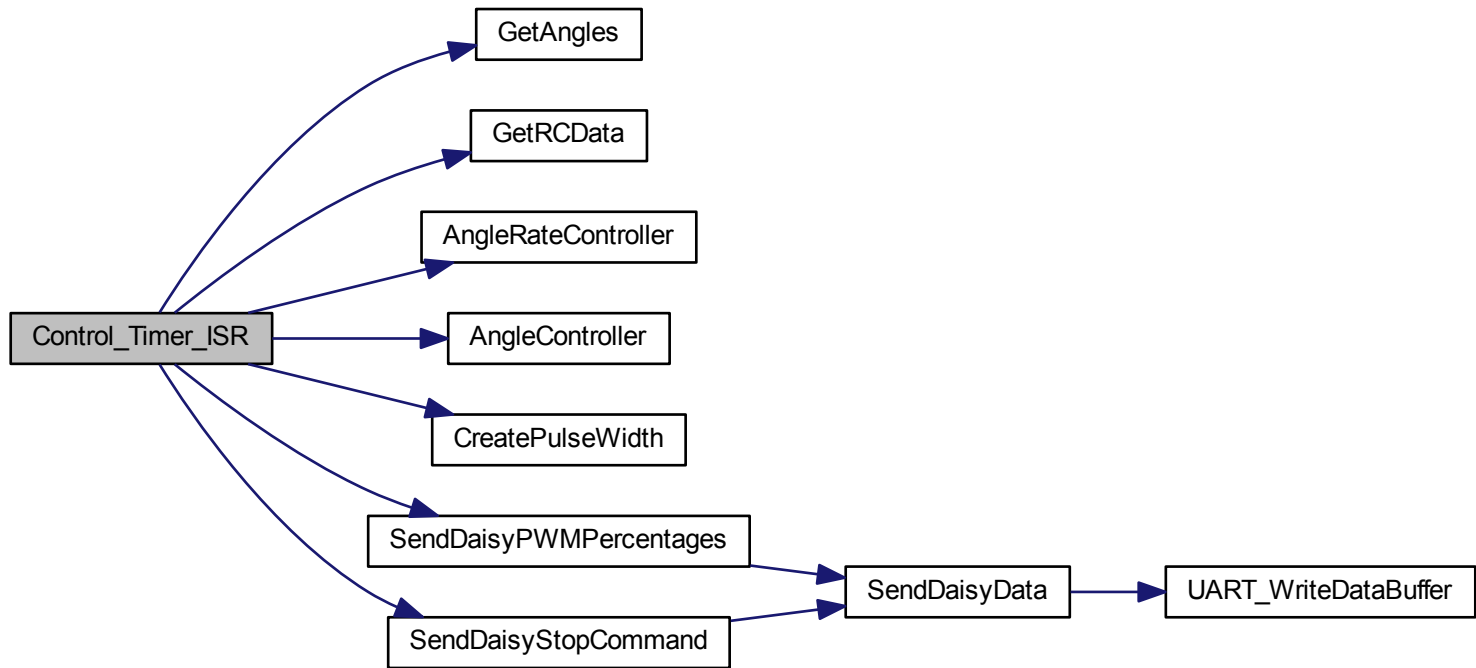 GetAngles
GetRCData
AngleRateController
Control_Timer_ISR
AngleController
CreatePulseWidth
SendDaisyPWMPercentages
SendDaisyData
UART_WriteDataBuffer
SendDaisyStopCommand